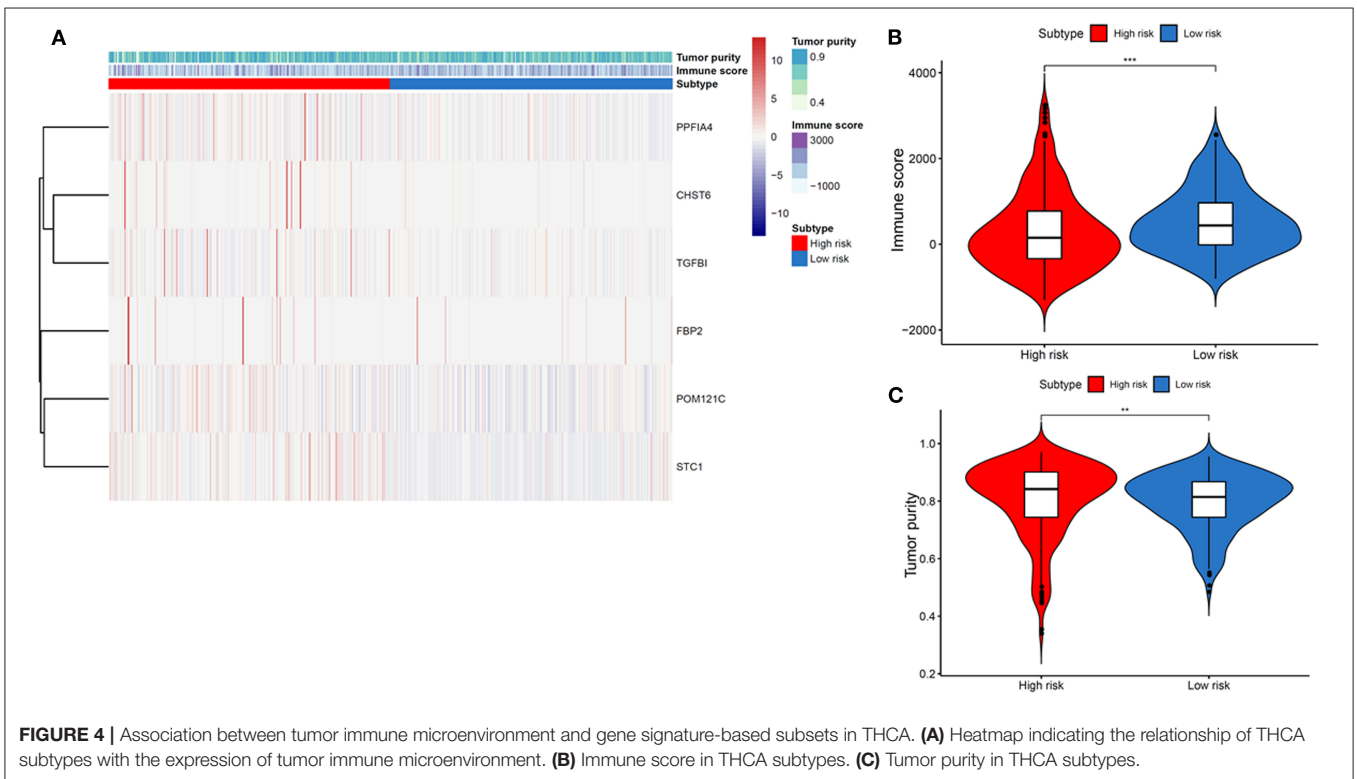 A
Tumor purity
Immune score
Subtype
PPFIA4
CHST6
TGFBI
FBP2
POM121C
STC1
10
5
0
−5
−10
Tumor purity
0.9
0.4
Immune score
3000
−1000
Subtype
High risk
Low risk
B
Subtype High risk Low risk
***
Immune score
4000
2000
0
−2000
High risk Low risk
C
Subtype High risk Low risk
**
Tumor purity
1.0
0.8
0.6
0.4
0.2
High risk Low risk
FIGURE 4 | Association between tumor immune microenvironment and gene signature-based subsets in THCA. (A) Heatmap indicating the relationship of THCA
subtypes with the expression of tumor immune microenvironment. (B) Immune score in THCA subtypes. (C) Tumor purity in THCA subtypes.